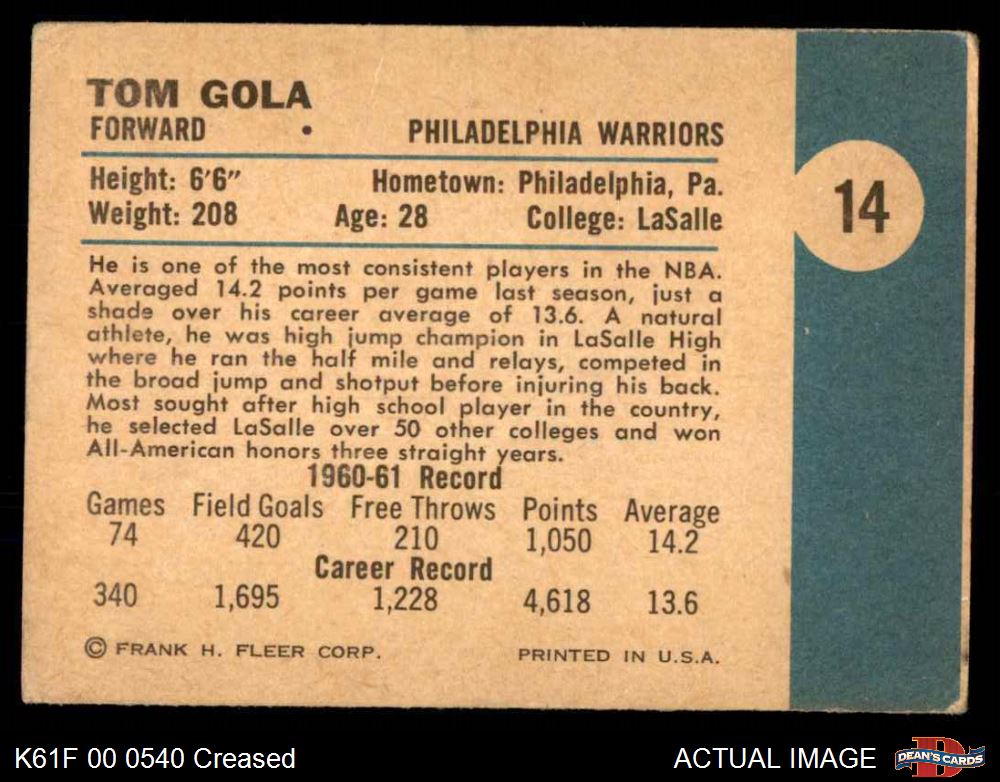 TOM GOLA
FORWARD • PHILADELPHIA WARRIORS
Height: 6'6" Hometown: Philadelphia, Pa.
Weight: 208 Age: 28 College: LaSalle
14
He is one of the most consistent players in the NBA.
Averaged 14.2 points per game last season, just a
shade over his career average of 13.6. A natural
athlete, he was high jump champion in LaSalle High
where he ran the half mile and relays, competed in
the broad jump and shotput before injuring his back.
Most sought after high school player in the country,
he selected LaSalle over 50 other colleges and won
All-American honors three straight years.
1960-61 Record
Games Field Goals Free Throws Points Average
74 420 210 1,050 14.2
Career Record
340 1,695 1,228 4,618 13.6
© FRANK H. FLEER CORP. PRINTED IN U.S.A.
K61F 00 0540 Creased ACTUAL IMAGE D DEAN'S CARDS